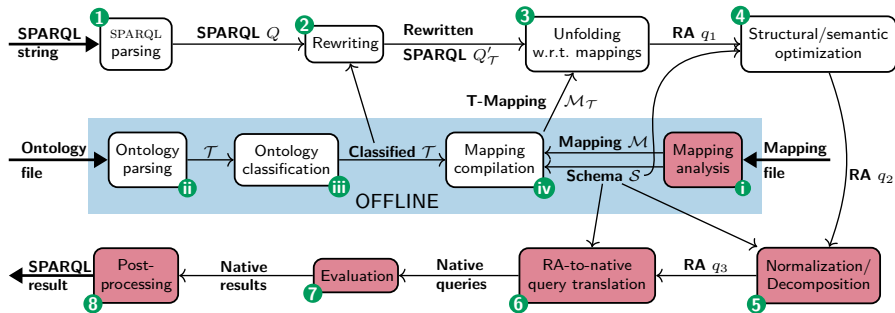 1
SPARQL
string
SPARQL
parsing
SPARQL Q
2
Rewriting
Rewritten
SPARQL Q′𝒯
3
Unfolding
w.r.t. mappings
RA q₁
4
Structural/semantic
optimization
T-Mapping ℳ𝒯
Ontology
file
Ontology
parsing
ii
𝒯
Ontology
classification
iii
Classified 𝒯
Mapping
compilation
iv
Mapping ℳ
Schema 𝒮
Mapping
analysis
i
Mapping
file
OFFLINE
RA q₂
SPARQL
result
Post-
processing
8
Native
results
Evaluation
7
Native
queries
RA-to-native
query translation
6
RA q₃
Normalization/
Decomposition
5